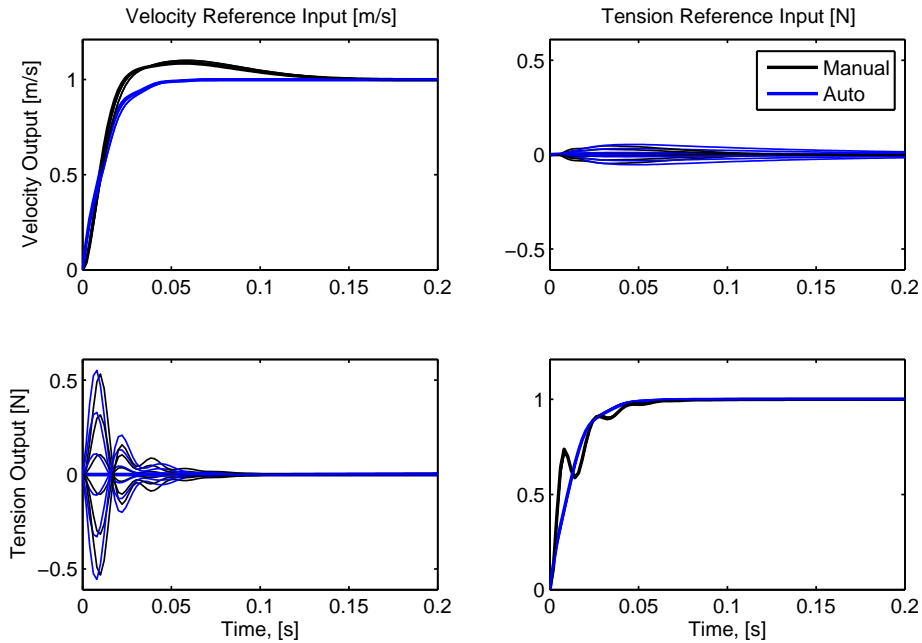 Velocity Reference Input [m/s]
Tension Reference Input [N]
Velocity Output [m/s]
1
0.5
0
0 0.05 0.1 0.15 0.2
0.5
0
−0.5
0 0.05 0.1 0.15 0.2
Manual
Auto
Tension Output [N]
0.5
0
−0.5
0 0.05 0.1 0.15 0.2
Time, [s]
1
0.5
0
0 0.05 0.1 0.15 0.2
Time, [s]